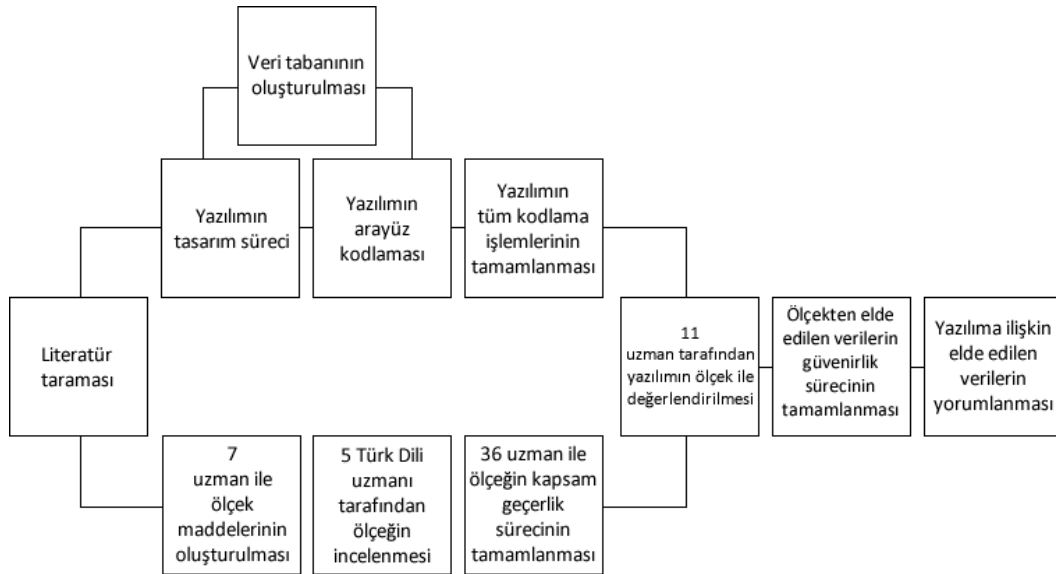 Veri tabanının
oluşturulması
Yazılımın
tasarım süreci
Yazılımın
arayüz
kodlaması
Yazılımın
tüm kodlama
işlemlerinin
tamamlanması
Literatür
taraması
11
uzman tarafından
yazılımın ölçek ile
değerlendirilmesi
Ölçekten elde
edilen verilerin
güvenirlik
sürecinin
tamamlanması
Yazılıma ilişkin
elde edilen
verilerin
yorumlanması
7
uzman ile
ölçek
maddelerinin
oluşturulması
5 Türk Dili
uzmanı
tarafından
ölçeğin
incelenmesi
36 uzman ile
ölçeğin kapsam
geçerlik
sürecinin
tamamlanması